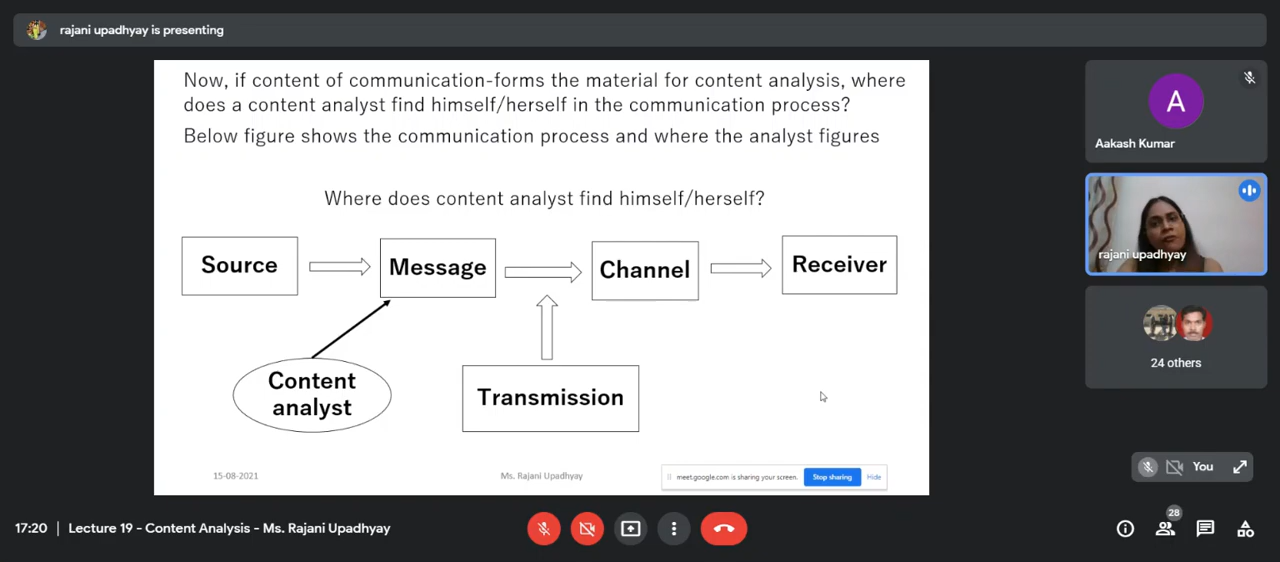 rajani upadhyay is presenting
Now, if content of communication-forms the material for content analysis, where
does a content analyst find himself/herself in the communication process?
Below figure shows the communication process and where the analyst figures
Where does content analyst find himself/herself?
Source
Message
Channel
Receiver
Content
analyst
Transmission
15-08-2021
Ms. Rajani Upadhyay
meet.google.com is sharing your screen.
Stop sharing
Hide
A
Aakash Kumar
rajani upadhyay
24 others
You
17:20 | Lecture 19 - Content Analysis - Ms. Rajani Upadhyay
28